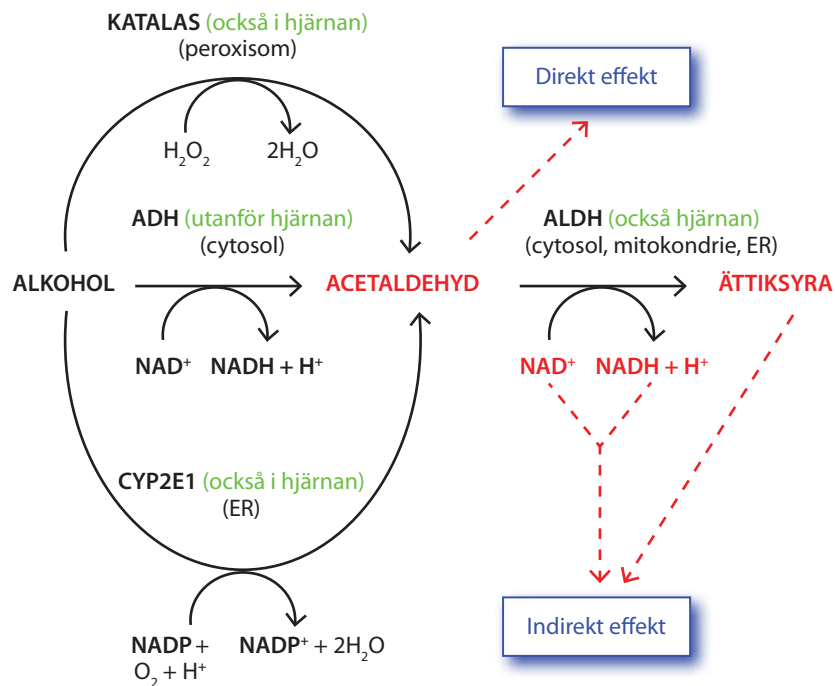 KATALAS (också i hjärnan)
(peroxisom)
Direkt effekt
H₂O₂ 2H₂O
ADH (utanför hjärnan)
(cytosol)
ALDH (också hjärnan)
(cytosol, mitokondrie, ER)
ALKOHOL ACETALDEHYD ÄTTIKSYRA
NAD⁺ NADH + H⁺ NAD⁺ NADH + H⁺
CYP2E1 (också i hjärnan)
(ER)
Indirekt effekt
NADP + NADP⁺ + 2H₂O
O₂ + H⁺